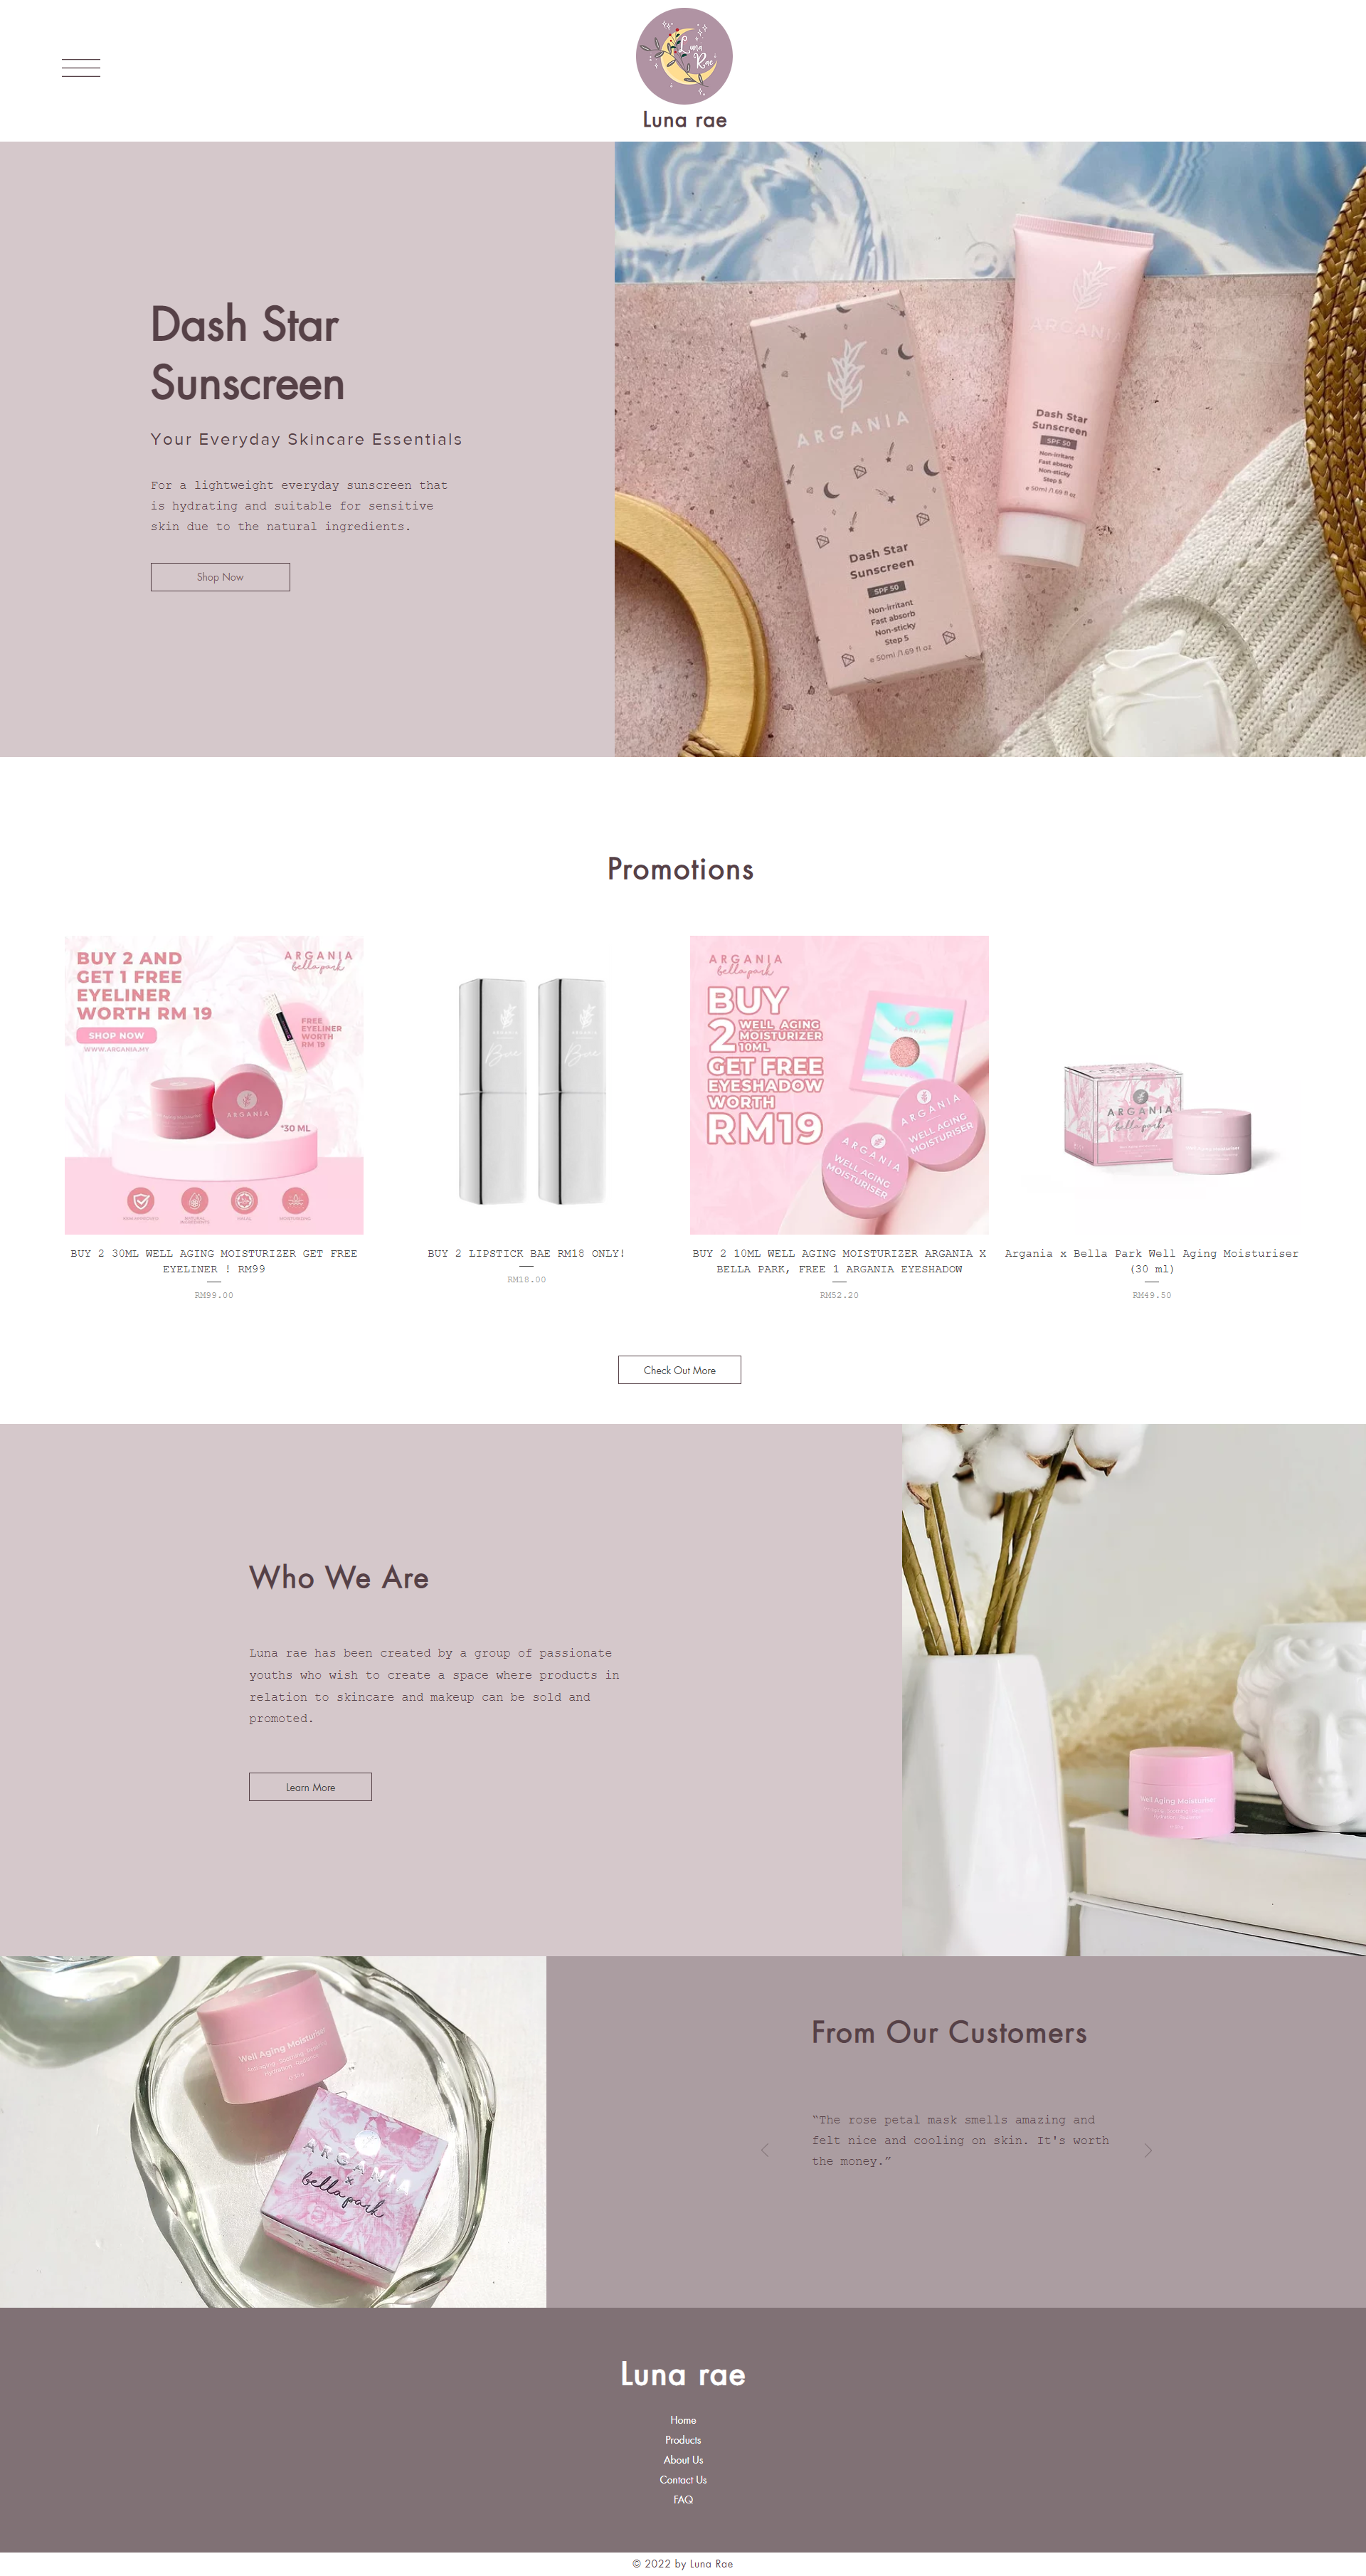 Luna
Rae
Luna rae
Dash Star
Sunscreen
Your Everyday Skincare Essentials
For a lightweight everyday sunscreen that
is hydrating and suitable for sensitive
skin due to the natural ingredients.
Shop Now
ARGANIA
Dash Star
Sunscreen
SPF 50
Non-irritant
Fast absorb
Non-sticky
Step 5
e 50ml /1.69 fl oz
ARGANIA
Dash Star
Sunscreen
SPF 50
Non-irritant
Fast absorb
Non-sticky
Step 5
e 50ml /1.69 fl oz
Promotions
BUY 2 AND
GET 1 FREE
EYELINER
WORTH RM 19
SHOP NOW
WWW.ARGANIA.MY
ARGANIA
bella park
FREE
EYELINER
WORTH
RM 19
ARGANIA
*30 ML
BUY 2 30ML WELL AGING MOISTURIZER GET FREE
EYELINER ! RM99
RM99.00
ARGANIA
Bae
ARGANIA
Bae
BUY 2 LIPSTICK BAE RM18 ONLY!
RM18.00
ARGANIA
bella park
BUY
2 WELL AGING
MOISTURIZER
10ML
GET FREE
EYESHADOW
WORTH
RM19
ARGANIA
WELL AGING
MOISTURISER
ARGANIA
WELL AGING
MOISTURISER
BUY 2 10ML WELL AGING MOISTURIZER ARGANIA X
BELLA PARK, FREE 1 ARGANIA EYESHADOW
RM52.20
ARGANIA
bella park
Well Aging Moisturiser
Argania x Bella Park Well Aging Moisturiser
(30 ml)
RM49.50
Check Out More
Who We Are
Luna rae has been created by a group of passionate
youths who wish to create a space where products in
relation to skincare and makeup can be sold and
promoted.
Learn More
Well Aging Moisturiser
Well Aging Moisturiser
ARGANIA
x
bella park
From Our Customers
“The rose petal mask smells amazing and
felt nice and cooling on skin. It's worth
the money.”
Luna rae
Home
Products
About Us
Contact Us
FAQ
© 2022 by Luna Rae